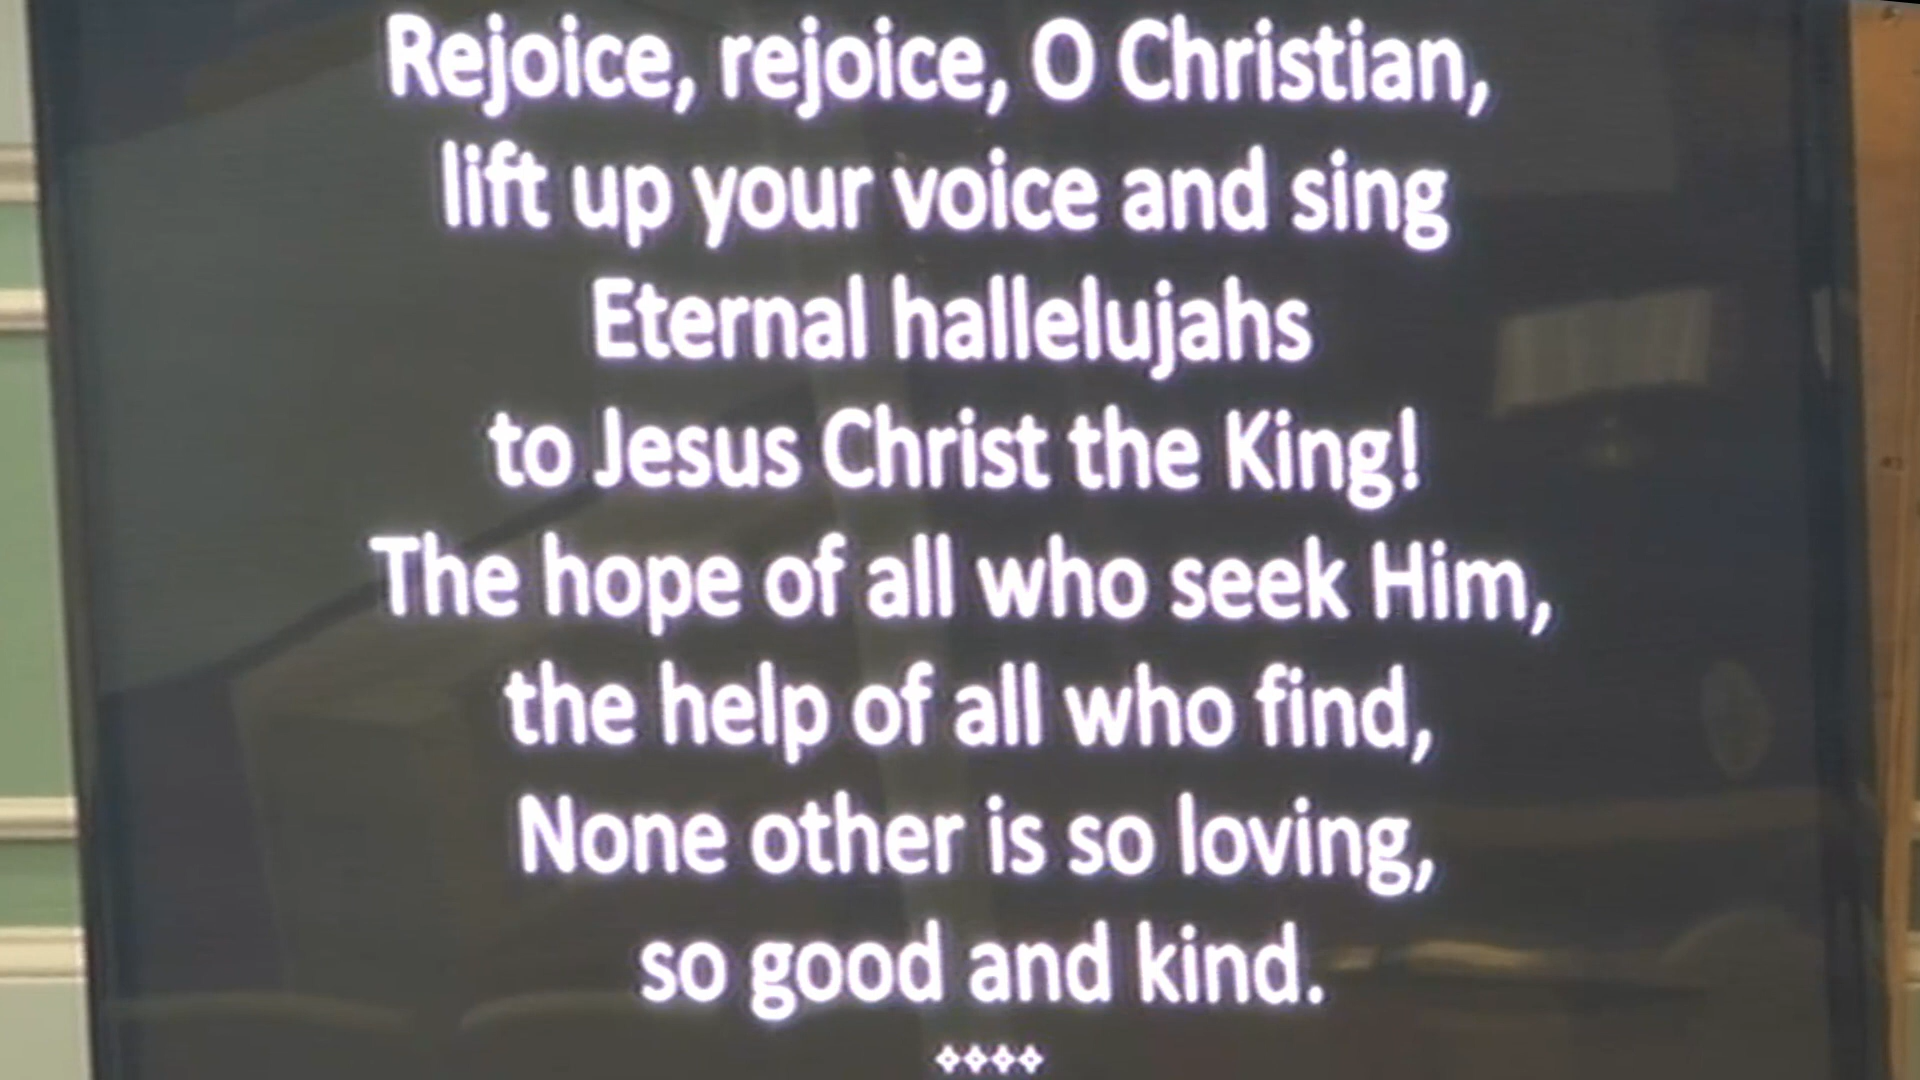 Rejoice, rejoice, O Christian,
lift up your voice and sing
Eternal hallelujahs
to Jesus Christ the King!
The hope of all who seek Him,
the help of all who find,
None other is so loving,
so good and kind.